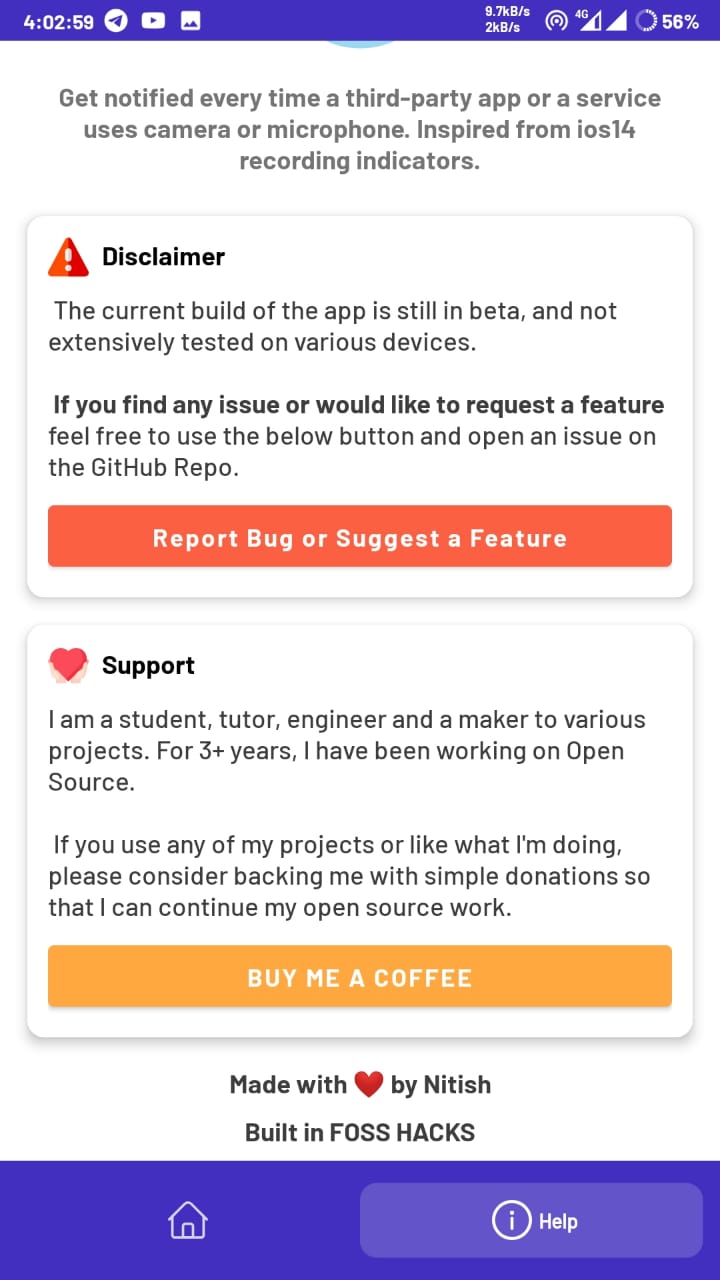 4:02:59
9.7kB/s
2kB/s
4G
56%
Get notified every time a third-party app or a service
uses camera or microphone. Inspired from ios14
recording indicators.
Disclaimer
The current build of the app is still in beta, and not
extensively tested on various devices.
If you find any issue or would like to request a feature
feel free to use the below button and open an issue on
the GitHub Repo.
Report Bug or Suggest a Feature
Support
I am a student, tutor, engineer and a maker to various
projects. For 3+ years, I have been working on Open
Source.
If you use any of my projects or like what I'm doing,
please consider backing me with simple donations so
that I can continue my open source work.
BUY ME A COFFEE
Made with ❤️ by Nitish
Built in FOSS HACKS
Help